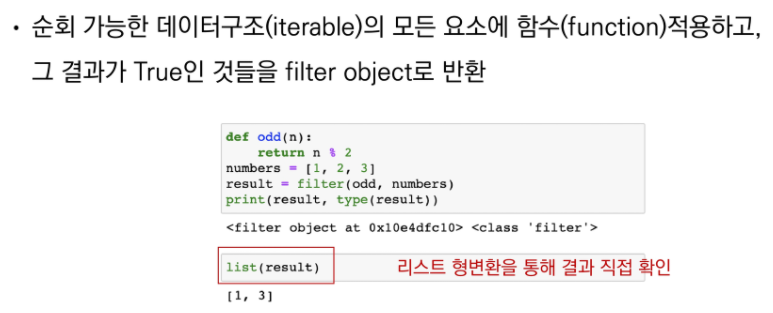 • 순회 가능한 데이터구조(iterable)의 모든 요소에 함수(function)적용하고,
그 결과가 True인 것들을 filter object로 반환
def odd(n):
    return n % 2
numbers = [1, 2, 3]
result = filter(odd, numbers)
print(result, type(result))
<filter object at 0x10e4dfc10> <class 'filter'>
list(result) 리스트 형변환을 통해 결과 직접 확인
[1, 3]